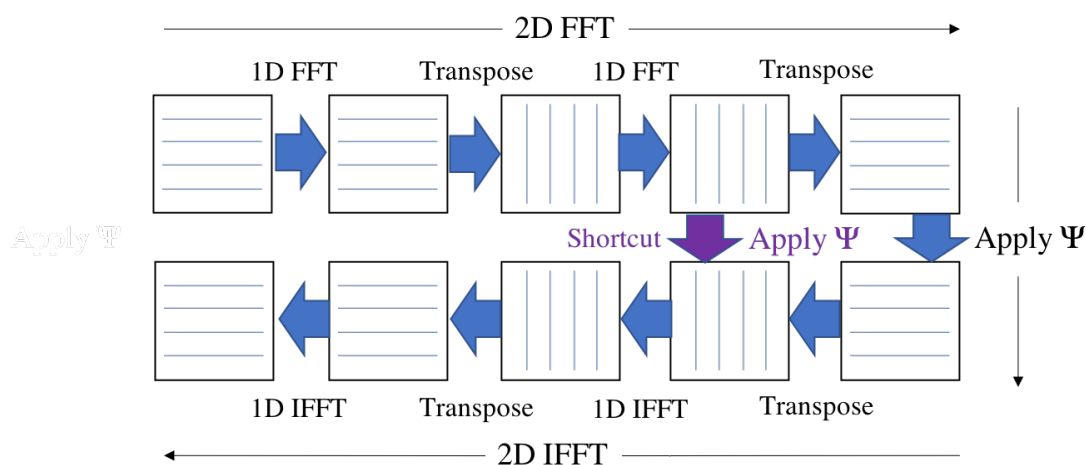 2D FFT
1D FFT Transpose 1D FFT Transpose
Apply Ψ Shortcut Apply Ψ Apply Ψ
1D IFFT Transpose 1D IFFT Transpose
2D IFFT